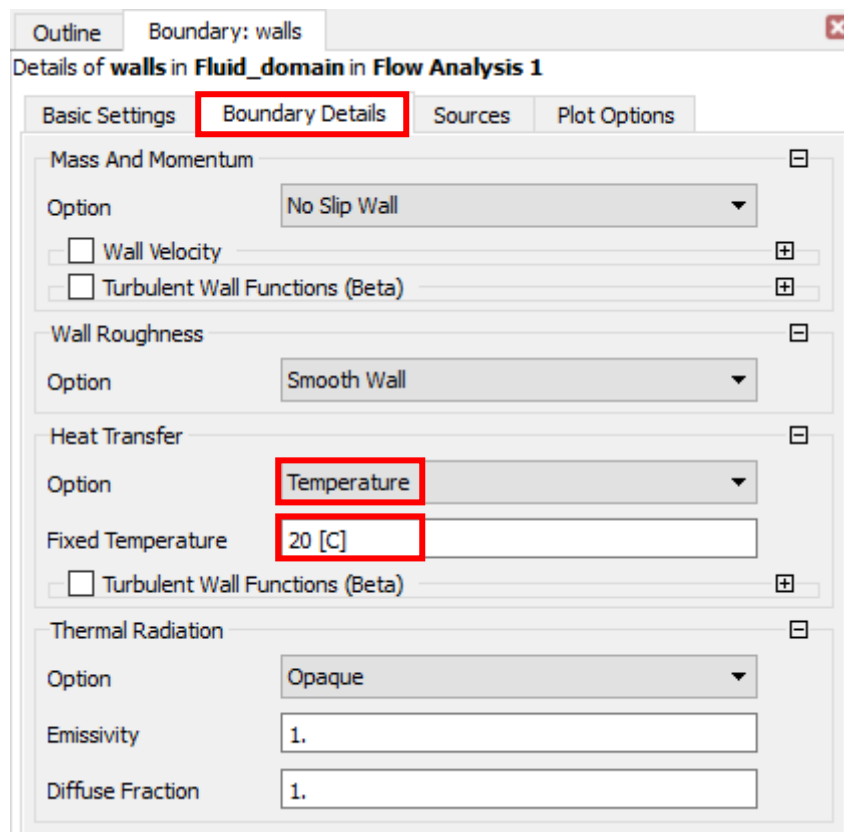 Outline Boundary: walls
Details of walls in Fluid_domain in Flow Analysis 1
Basic Settings Boundary Details Sources Plot Options
Mass And Momentum
Option No Slip Wall
Wall Velocity
Turbulent Wall Functions (Beta)
Wall Roughness
Option Smooth Wall
Heat Transfer
Option Temperature
Fixed Temperature 20 [C]
Turbulent Wall Functions (Beta)
Thermal Radiation
Option Opaque
Emissivity 1.
Diffuse Fraction 1.